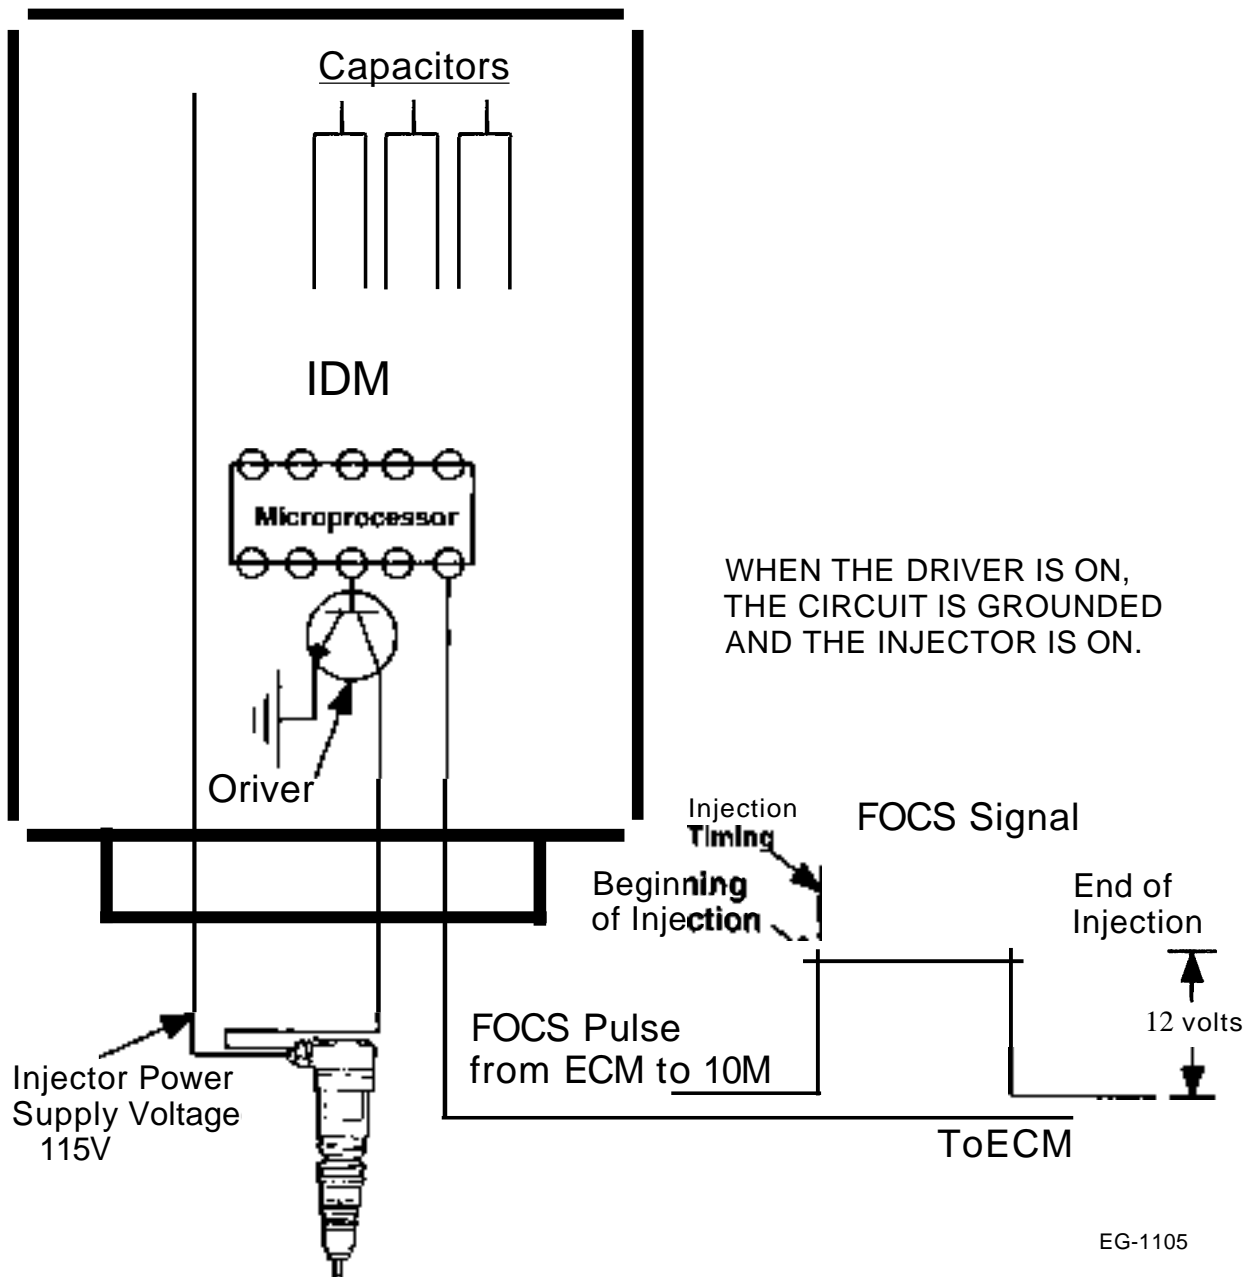 Capacitors
IDM
Microprocessor
WHEN THE DRIVER IS ON,
THE CIRCUIT IS GROUNDED
AND THE INJECTOR IS ON.
Oriver
Injection
Timing
FOCS Signal
Beginning
of Injection
End of
Injection
12 volts
FOCS Pulse
from ECM to 10M
Injector Power
Supply Voltage
115V
ToECM
EG-1105